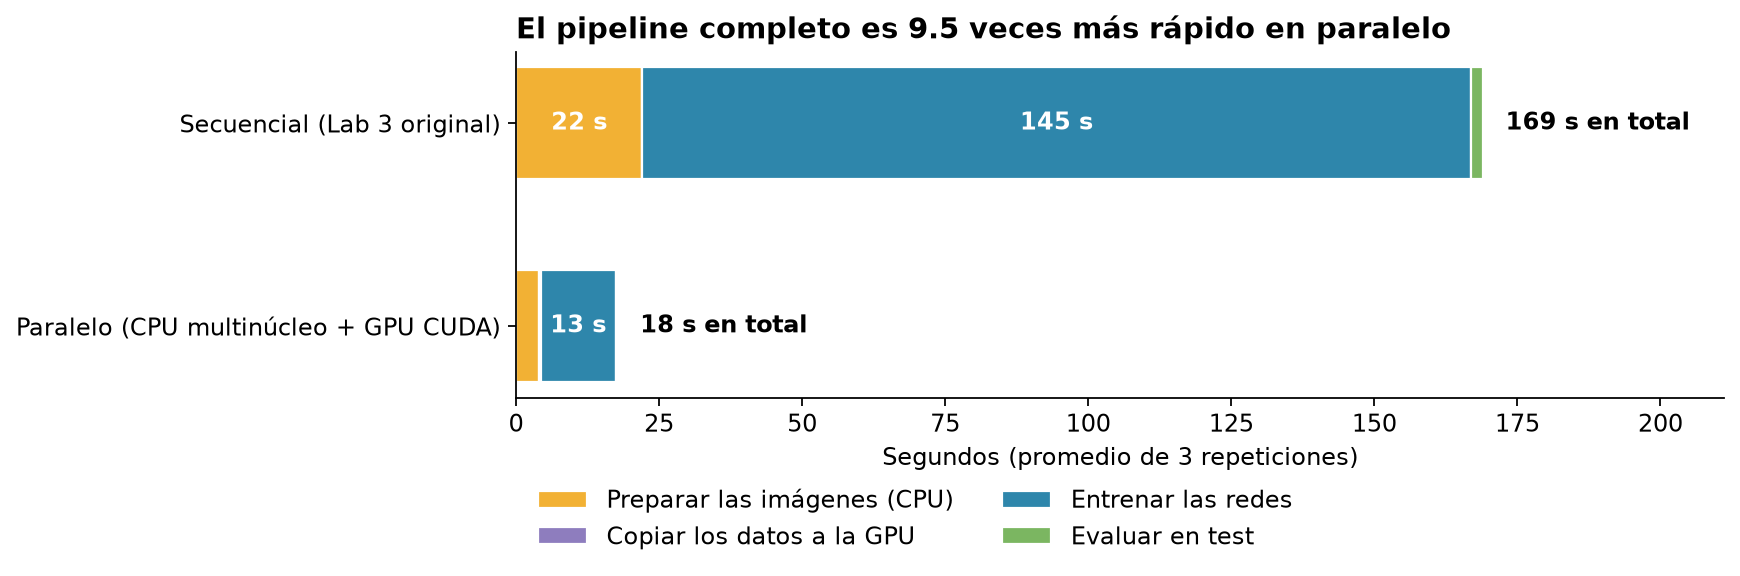 El pipeline completo es 9.5 veces más rápido en paralelo
Secuencial (Lab 3 original)
22 s
145 s
169 s en total
Paralelo (CPU multinúcleo + GPU CUDA)
13 s
18 s en total
0 25 50 75 100 125 150 175 200
Segundos (promedio de 3 repeticiones)
Preparar las imágenes (CPU)
Entrenar las redes
Copiar los datos a la GPU
Evaluar en test